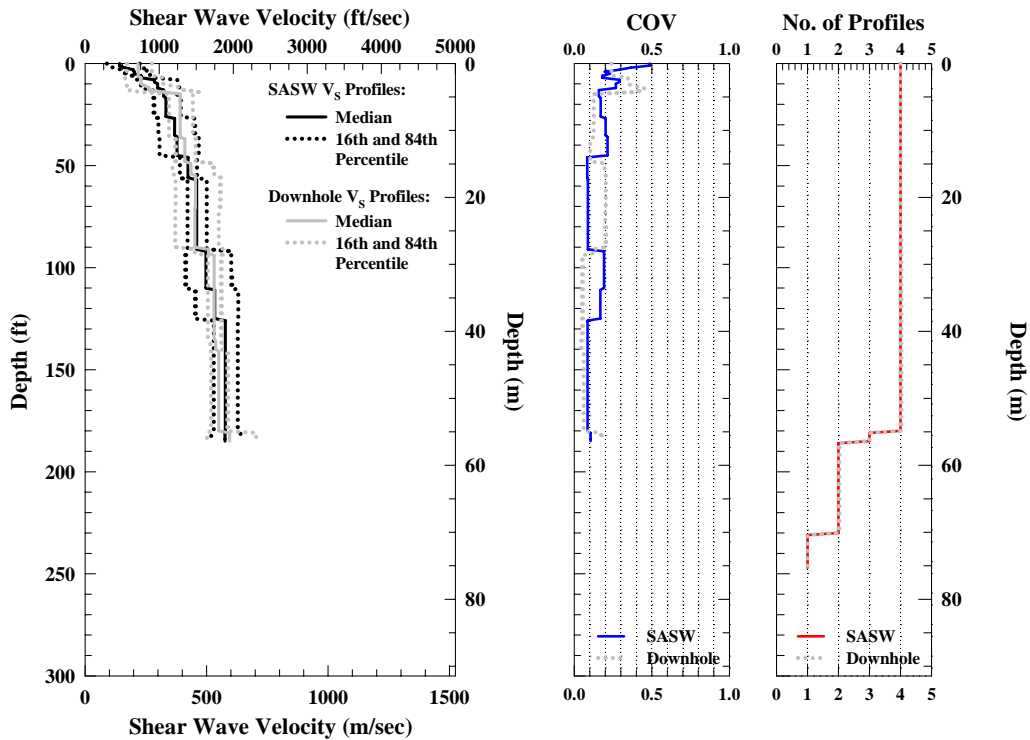 Shear Wave Velocity (ft/sec)
0 1000 2000 3000 4000 5000
COV
0.0 0.5 1.0
No. of Profiles
0 1 2 3 4 5
SASW VS Profiles:
Median
16th and 84th
Percentile
Downhole VS Profiles:
Median
16th and 84th
Percentile
Depth (ft)
0
50
100
150
200
250
300
Depth (m)
0
20
40
60
80
0 500 1000 1500
Shear Wave Velocity (m/sec)
SASW
Downhole
0.0 0.5 1.0
SASW
Downhole
0 1 2 3 4 5
0
20
40
60
80
Depth (m)